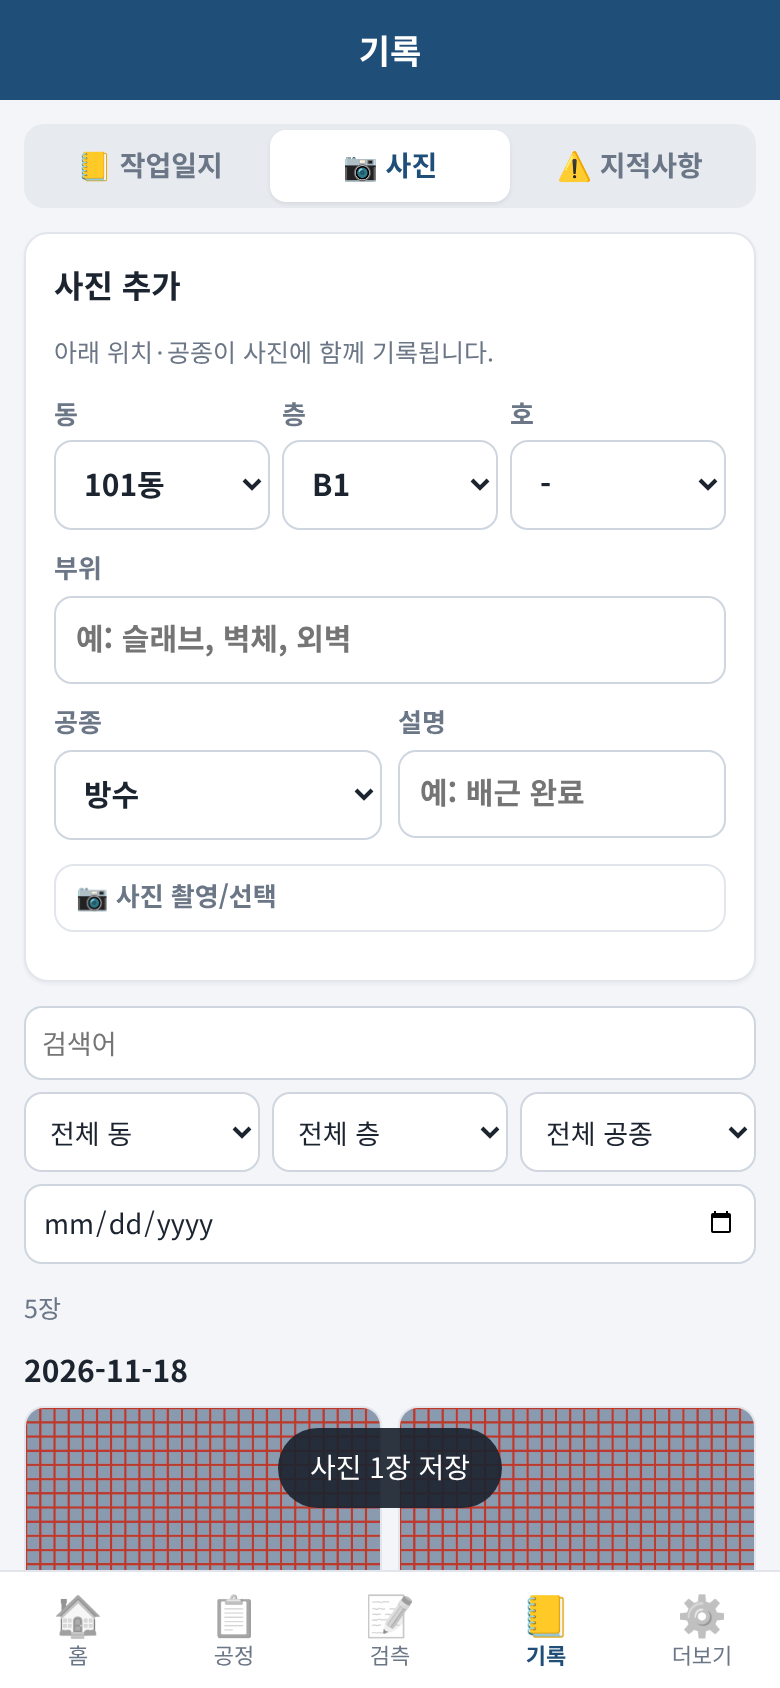 기록
📒 작업일지
📷 사진
⚠️ 지적사항
사진 추가
아래 위치·공종이 사진에 함께 기록됩니다.
동
층
호
101동
B1
-
부위
예: 슬래브, 벽체, 외벽
공종
설명
방수
예: 배근 완료
📷 사진 촬영/선택
검색어
전체 동
전체 층
전체 공종
mm/dd/yyyy
5장
2026-11-18
사진 1장 저장
홈
공정
검측
기록
더보기